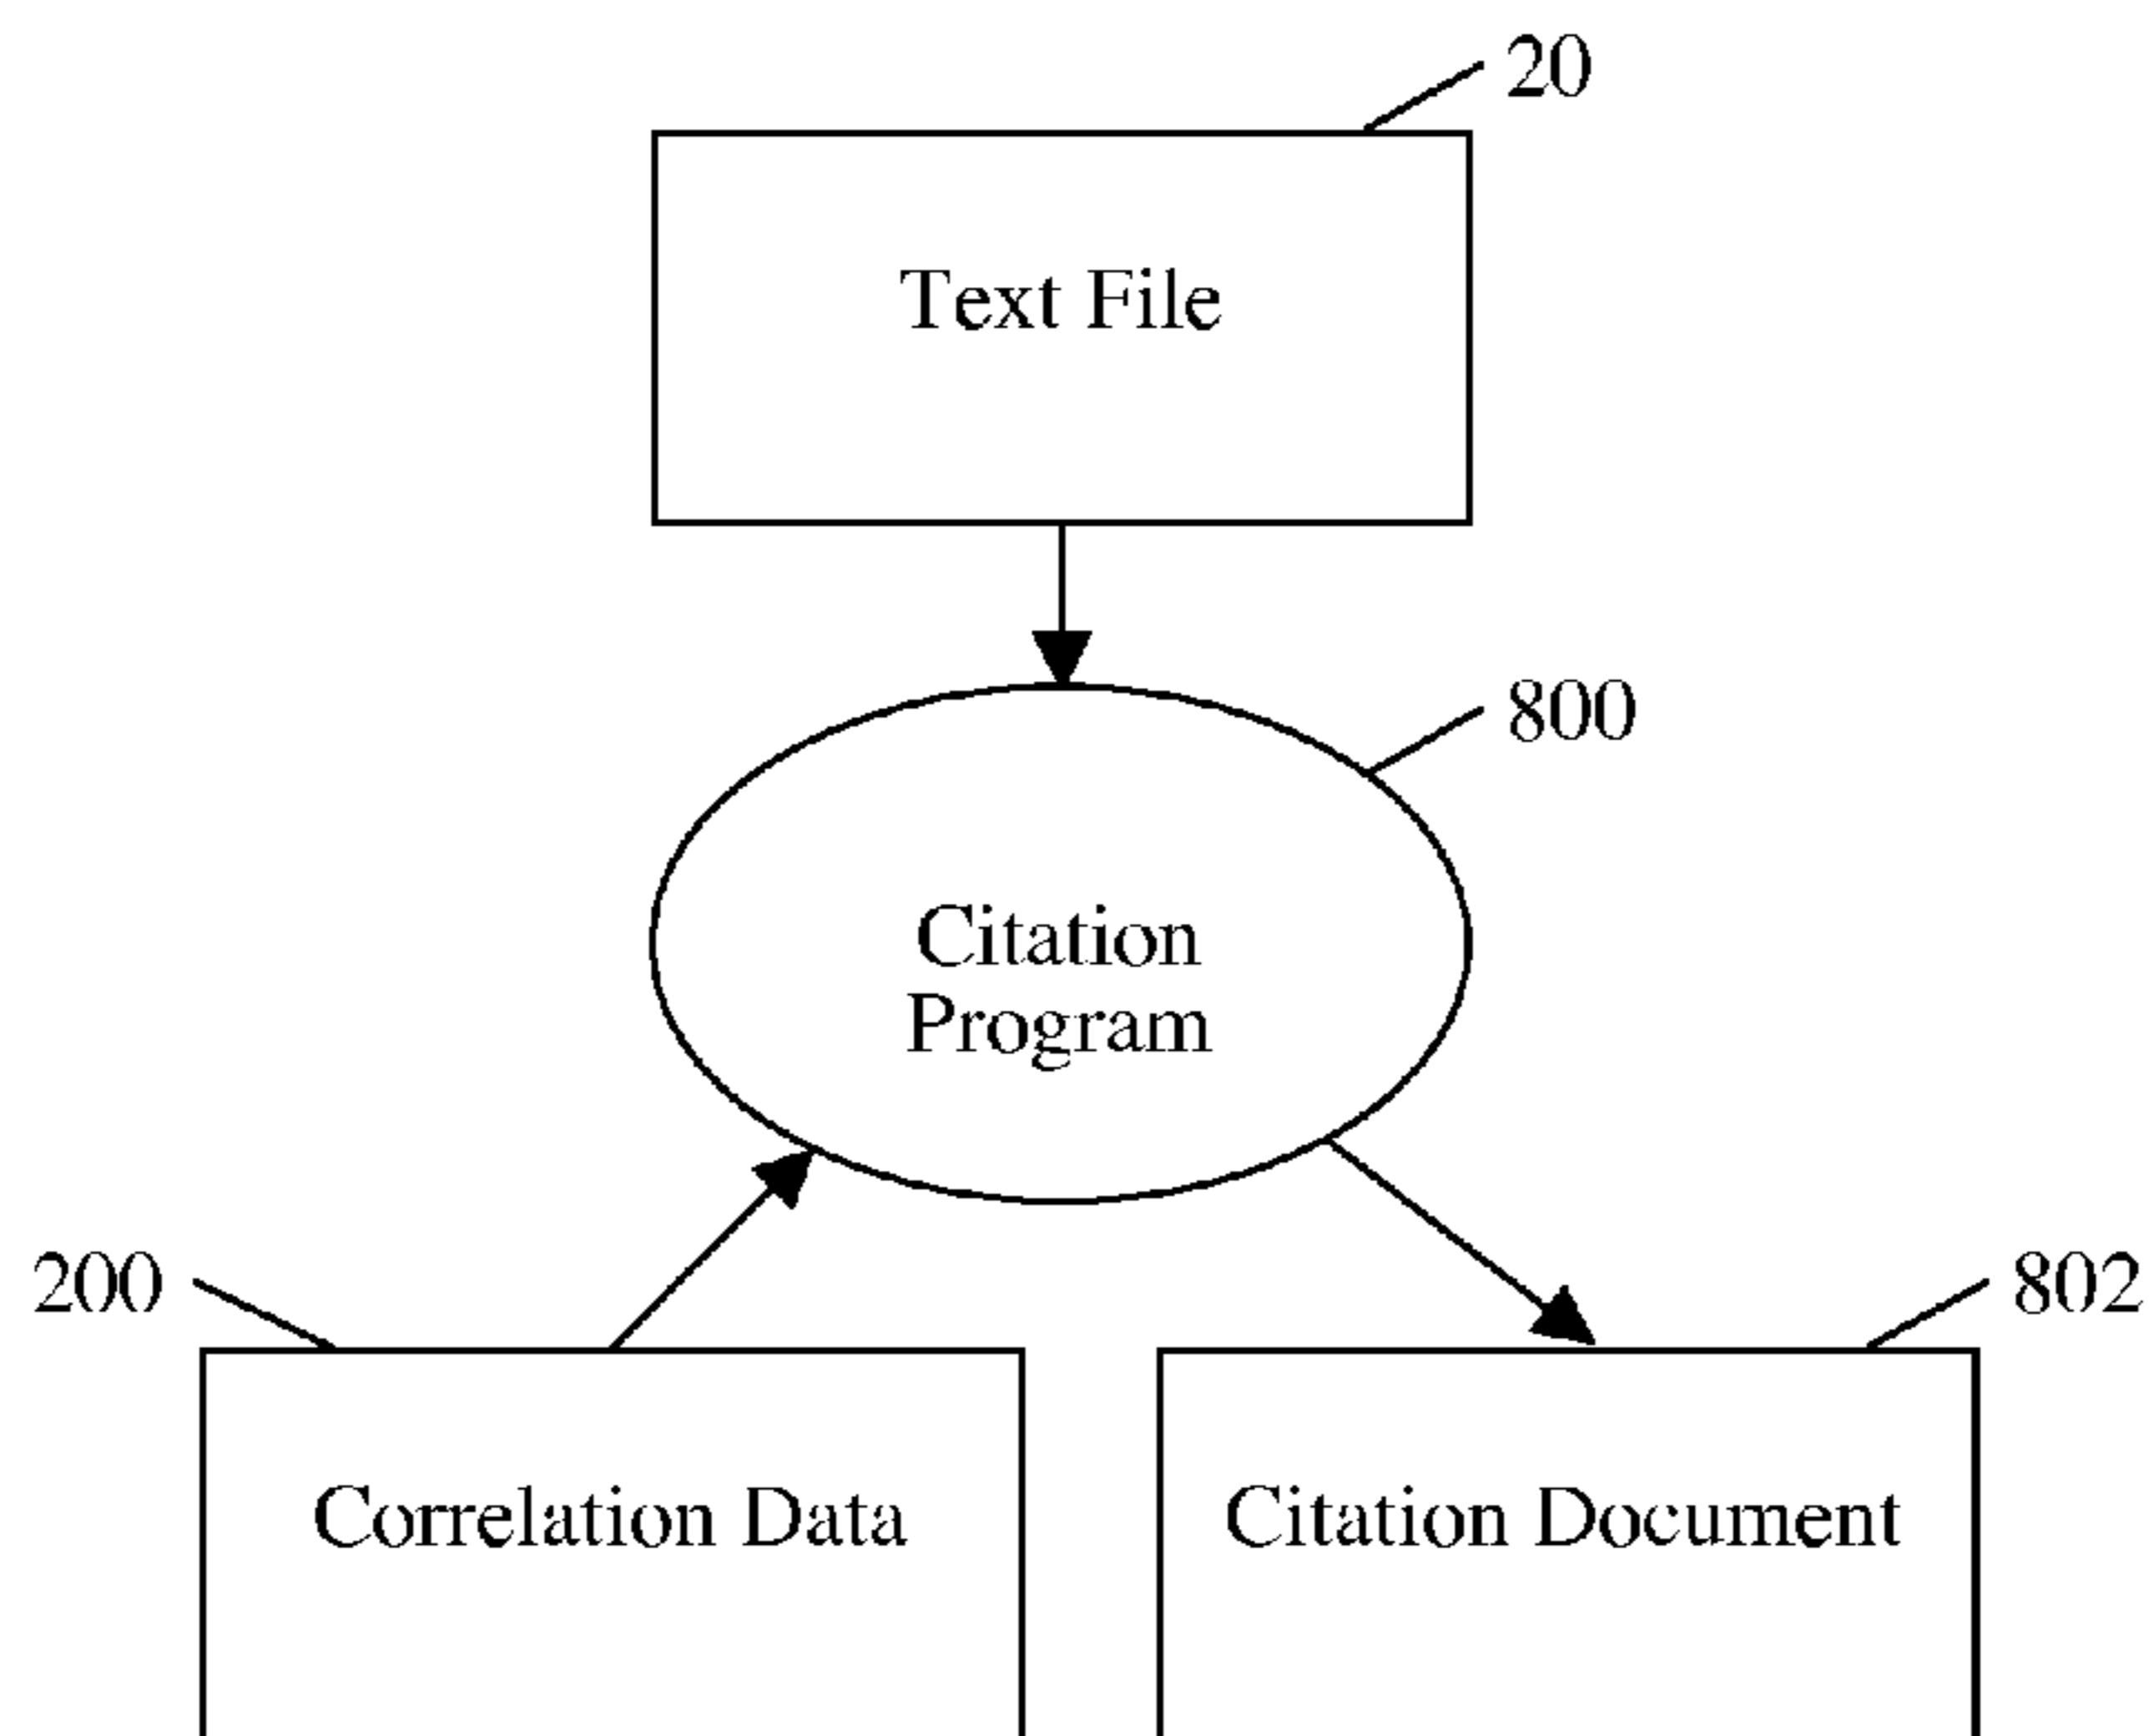 20
Text File
800
Citation
Program
200
802
Correlation Data
Citation Document